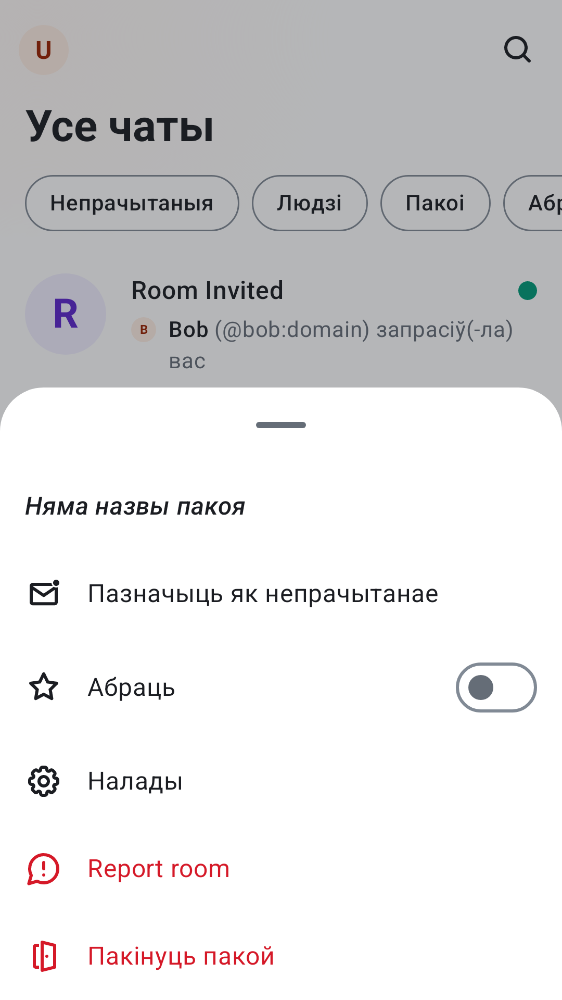 U
Усе чаты
Непрачытаныя
Людзі
Пакоі
Абр
R
Room Invited
B
Bob (@bob:domain) запрасіў(-ла)
вас
Няма назвы пакоя
Пазначыць як непрачытанае
Абраць
Налады
Report room
Пакінуць пакой